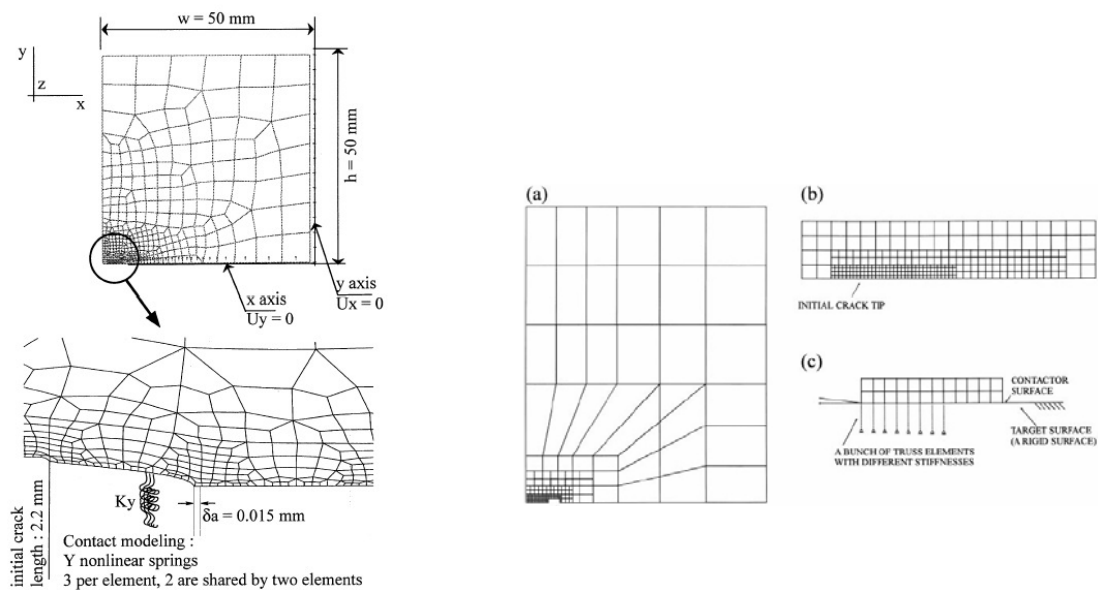 w = 50 mm
y
z
x
h = 50 mm
y axis
Ux = 0
x axis
Uy = 0
initial crack
length : 2.2 mm
Ky
δa = 0.015 mm
Contact modeling :
Y nonlinear springs
3 per element, 2 are shared by two elements
(a)
(b)
INITIAL CRACK TIP
(c)
CONTACTOR
SURFACE
TARGET SURFACE
(A RIGID SURFACE)
A BUNCH OF TRUSS ELEMENTS
WITH DIFFERENT STIFFNESSES